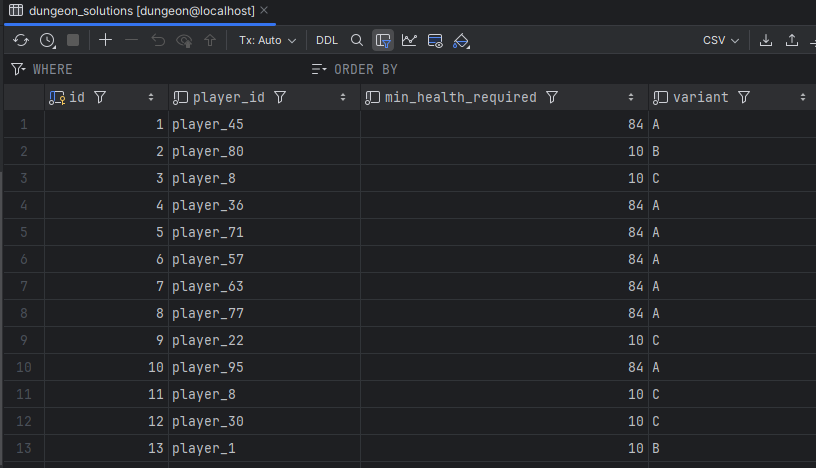 dungeon_solutions [dungeon@localhost]
Tx: Auto DDL CSV
WHERE ORDER BY
id player_id min_health_required variant
1 1 player_45 84 A
2 2 player_80 10 B
3 3 player_8 10 C
4 4 player_36 84 A
5 5 player_71 84 A
6 6 player_57 84 A
7 7 player_63 84 A
8 8 player_77 84 A
9 9 player_22 10 C
10 10 player_95 84 A
11 11 player_8 10 C
12 12 player_30 10 C
13 13 player_1 10 B